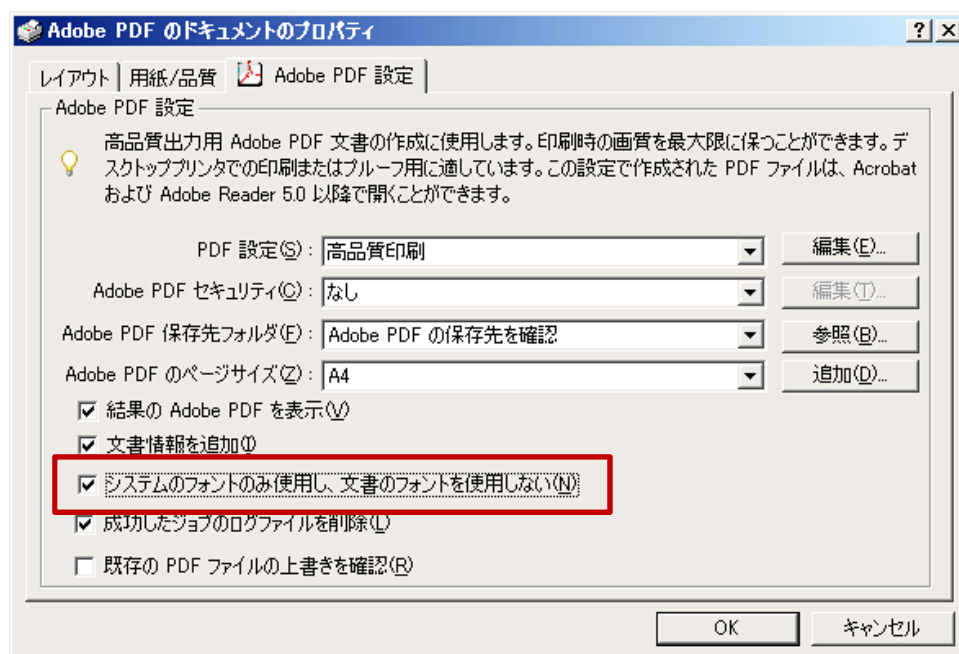 Adobe PDF のドキュメントのプロパティ
レイアウト 用紙/品質 Adobe PDF 設定
Adobe PDF 設定
高品質出力用 Adobe PDF 文書の作成に使用します。印刷時の画質を最大限に保つことができます。デ
スクトッププリンタでの印刷またはプルーフ用に適しています。この設定で作成された PDF ファイルは、Acrobat
および Adobe Reader 5.0 以降で開くことができます。
PDF 設定(S): 高品質印刷 編集(E)...
Adobe PDF セキュリティ(C): なし 編集(T)...
Adobe PDF 保存先フォルダ(F): Adobe PDF の保存先を確認 参照(B)...
Adobe PDF のページサイズ(Z): A4 追加(D)...
結果の Adobe PDF を表示(V)
文書情報を追加(I)
システムのフォントのみ使用し、文書のフォントを使用しない(N)
成功したジョブのログファイルを削除(L)
既存の PDF ファイルの上書きを確認(R)
OK キャンセル